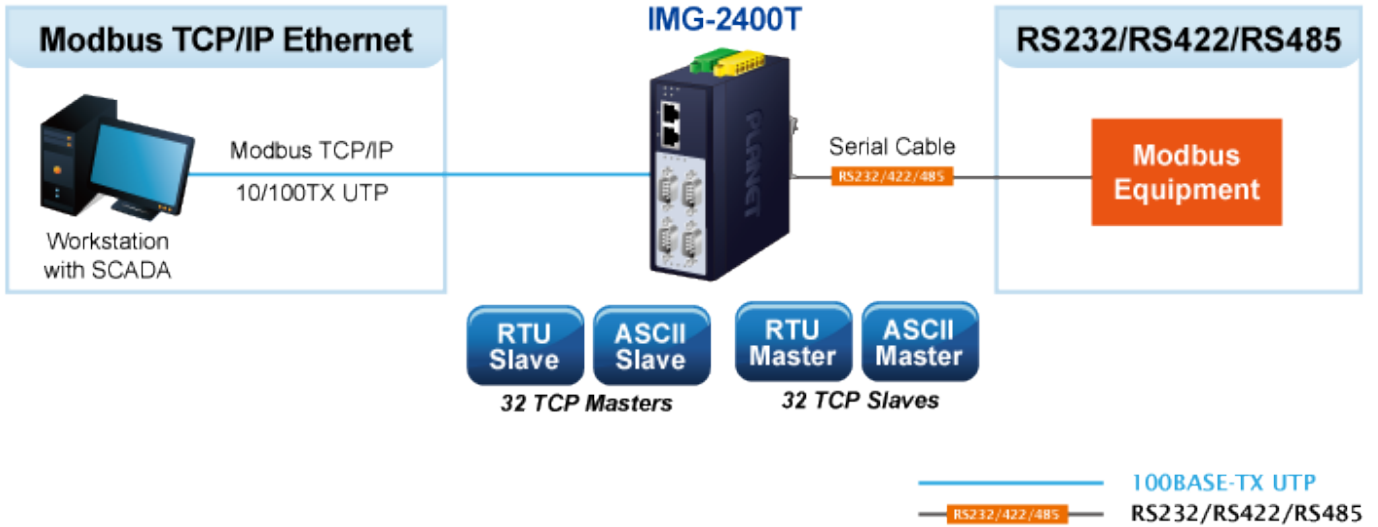 IMG-2400T
Modbus TCP/IP Ethernet
RS232/RS422/RS485
Modbus TCP/IP
10/100TX UTP
Workstation
with SCADA
PLANET
Serial Cable
RS232/422/485
Modbus
Equipment
RTU
Slave
ASCII
Slave
32 TCP Masters
RTU
Master
ASCII
Master
32 TCP Slaves
100BASE-TX UTP
RS232/422/485
RS232/RS422/RS485